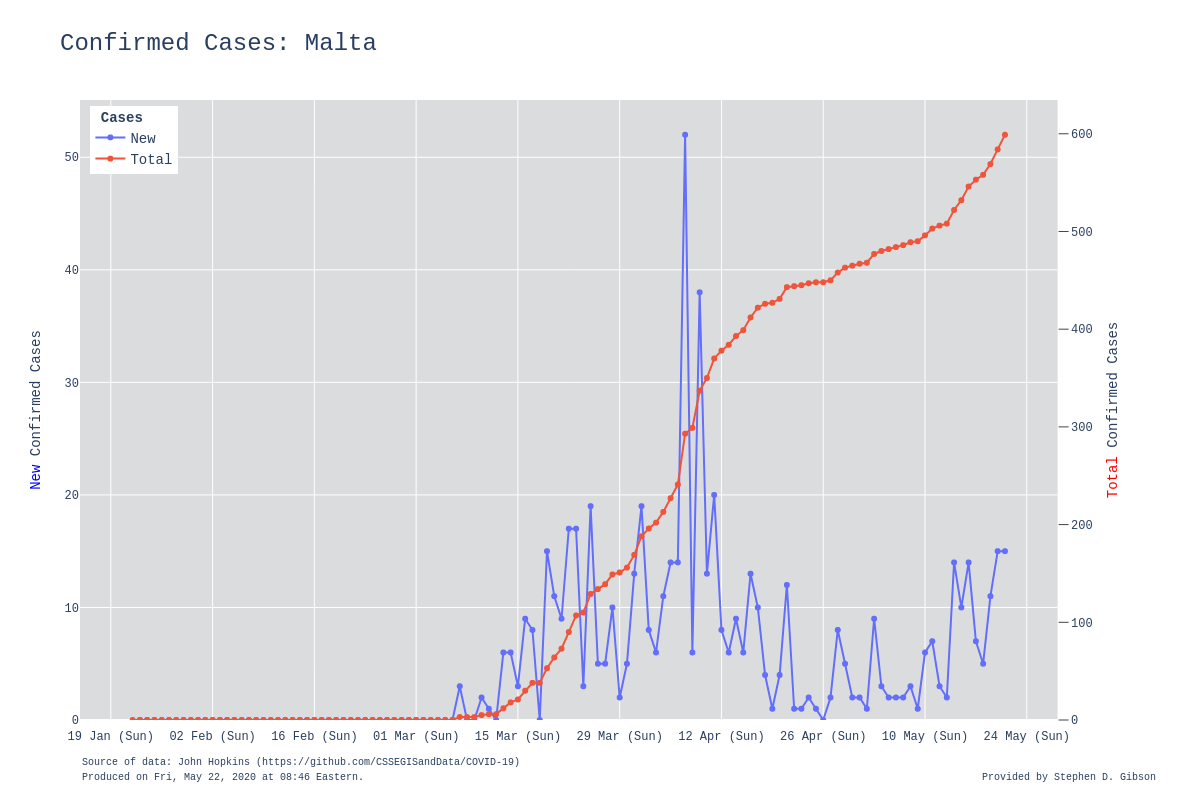 Confirmed Cases: Malta
Cases
New
Total
50
40
30
20
10
0
New Confirmed Cases
600
500
400
300
200
100
0
Total Confirmed Cases
19 Jan (Sun) 02 Feb (Sun) 16 Feb (Sun) 01 Mar (Sun) 15 Mar (Sun) 29 Mar (Sun) 12 Apr (Sun) 26 Apr (Sun) 10 May (Sun) 24 May (Sun)
Source of data: John Hopkins (https://github.com/CSSEGISandData/COVID-19)
Produced on Fri, May 22, 2020 at 08:46 Eastern.
Provided by Stephen D. Gibson